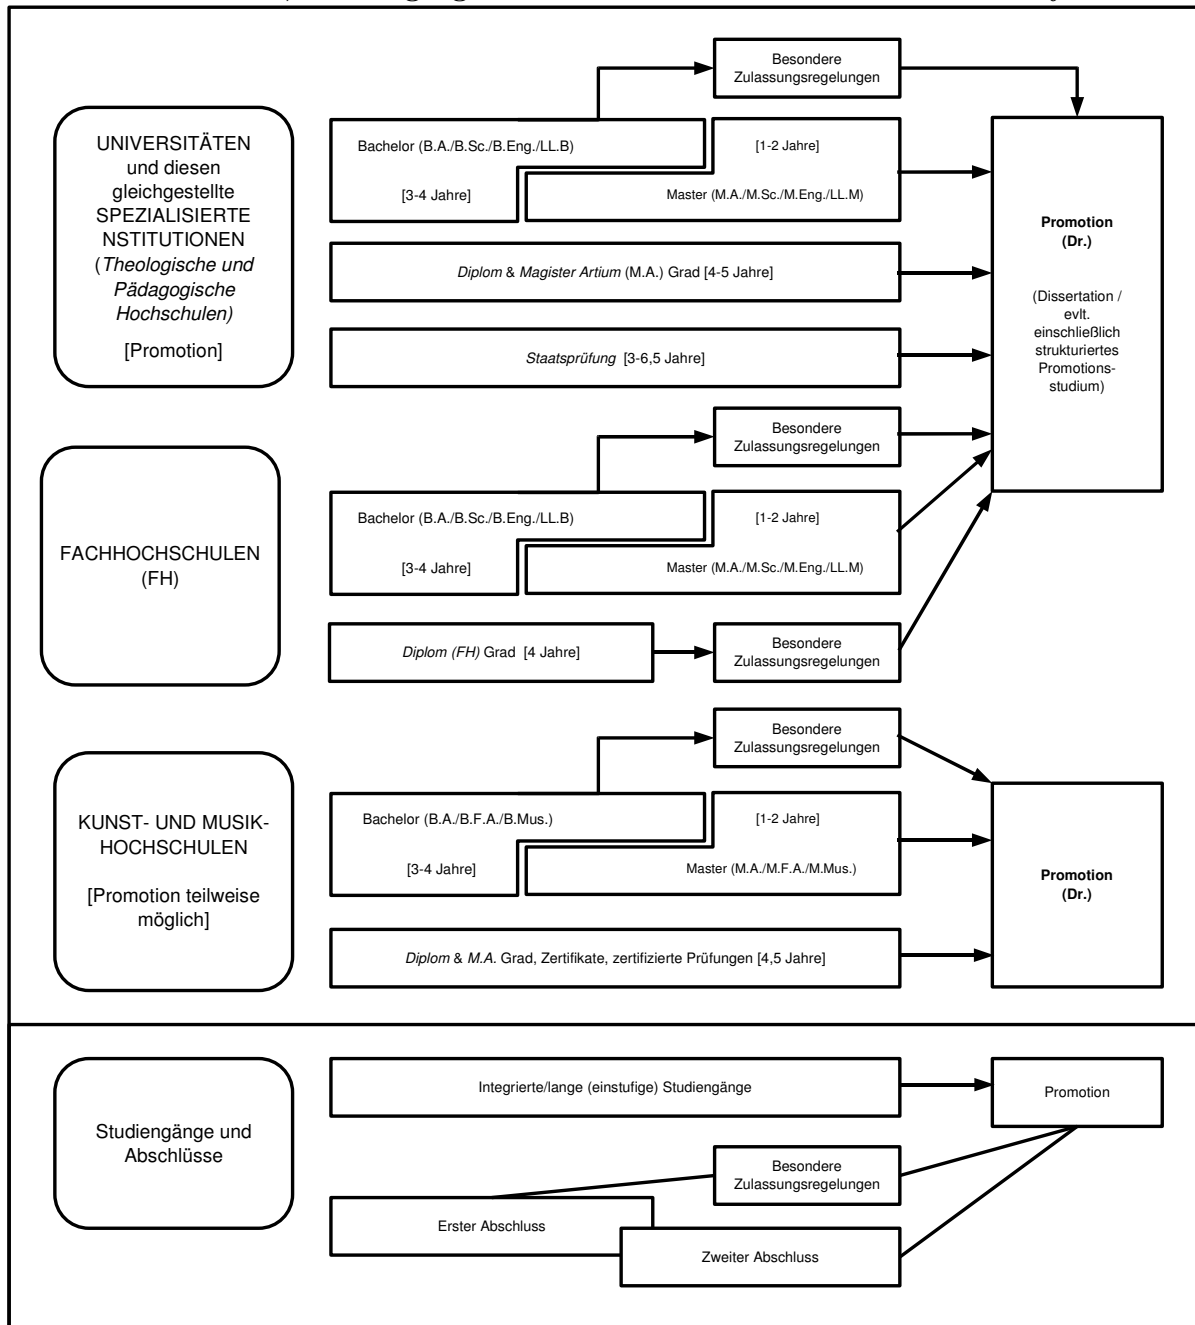 Besondere
Zulassungsregelungen
UNIVERSITÄTEN
und diesen
gleichgestellte
SPEZIALISIERTE
NSTITUTIONEN
(Theologische und
Pädagogische
Hochschulen)
[Promotion]
Bachelor (B.A./B.Sc./B.Eng./LL.B)
[3-4 Jahre]
[1-2 Jahre]
Master (M.A./M.Sc./M.Eng./LL.M)
Diplom & Magister Artium (M.A.) Grad [4-5 Jahre]
Staatsprüfung [3-6,5 Jahre]
Promotion
(Dr.)
(Dissertation /
evlt.
einschließlich
strukturiertes
Promotions-
studium)
Besondere
Zulassungsregelungen
FACHHOCHSCHULEN
(FH)
Bachelor (B.A./B.Sc./B.Eng./LL.B)
[3-4 Jahre]
[1-2 Jahre]
Master (M.A./M.Sc./M.Eng./LL.M)
Diplom (FH) Grad [4 Jahre]
Besondere
Zulassungsregelungen
Besondere
Zulassungsregelungen
KUNST- UND MUSIK-
HOCHSCHULEN
[Promotion teilweise
möglich]
Bachelor (B.A./B.F.A./B.Mus.)
[3-4 Jahre]
[1-2 Jahre]
Master (M.A./M.F.A./M.Mus.)
Diplom & M.A. Grad, Zertifikate, zertifizierte Prüfungen [4,5 Jahre]
Promotion
(Dr.)
Studiengänge und
Abschlüsse
Integrierte/lange (einstufige) Studiengänge
Promotion
Besondere
Zulassungsregelungen
Erster Abschluss
Zweiter Abschluss